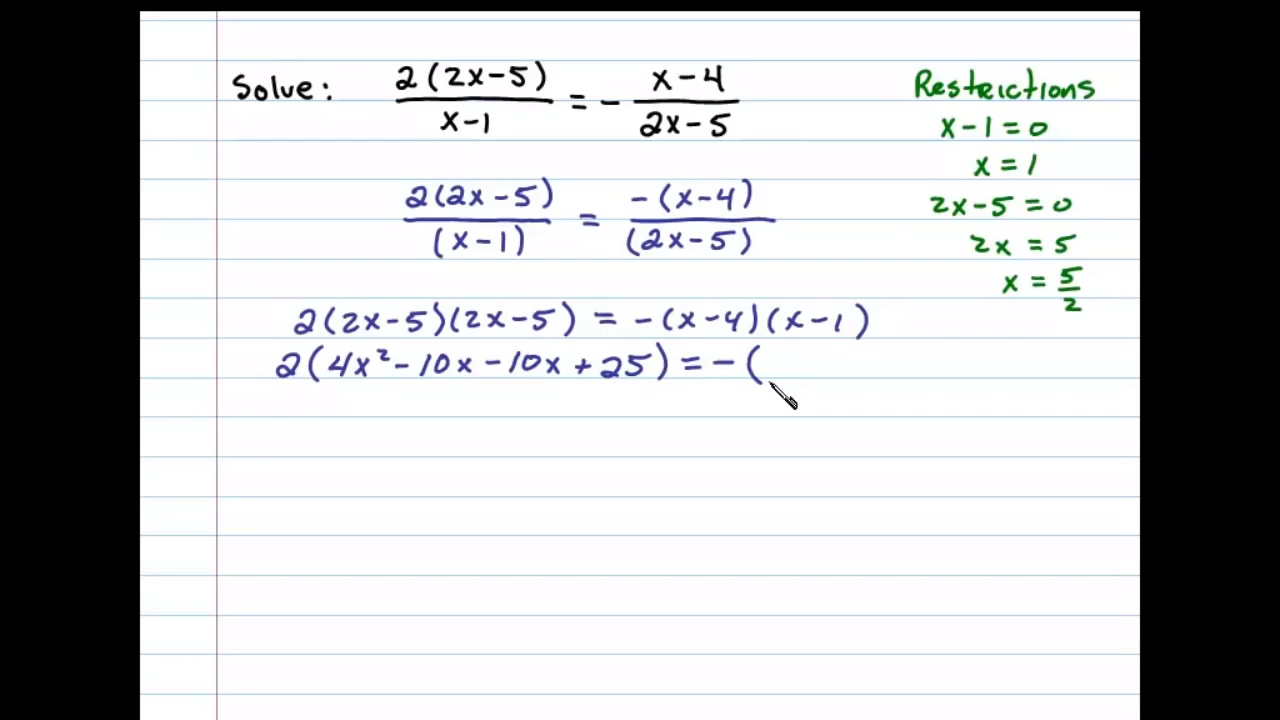 Solve: 2(2x-5)/x-1 = - x-4/2x-5
Restrictions
x-1=0
x=1
2x-5=0
2x=5
x=5/2
2(2x-5)/(x-1) = -(x-4)/(2x-5)
2(2x-5)(2x-5) = -(x-4)(x-1)
2(4x²-10x-10x+25) = -(